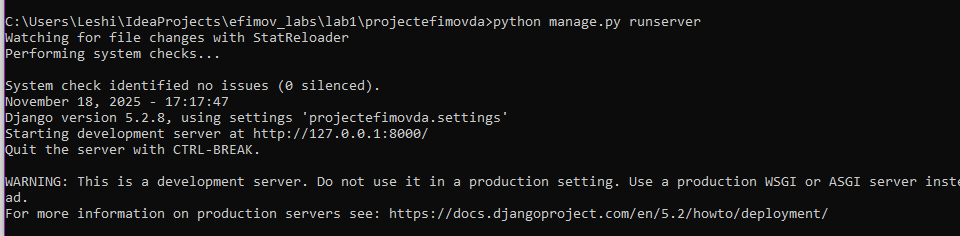 C:\Users\Leshi\IdeaProjects\efimov_labs\lab1\projectefimovda>python manage.py runserver
Watching for file changes with StatReloader
Performing system checks...
System check identified no issues (0 silenced).
November 18, 2025 - 17:17:47
Django version 5.2.8, using settings 'projectefimovda.settings'
Starting development server at http://127.0.0.1:8000/
Quit the server with CTRL-BREAK.
WARNING: This is a development server. Do not use it in a production setting. Use a production WSGI or ASGI server inste
ad.
For more information on production servers see: https://docs.djangoproject.com/en/5.2/howto/deployment/